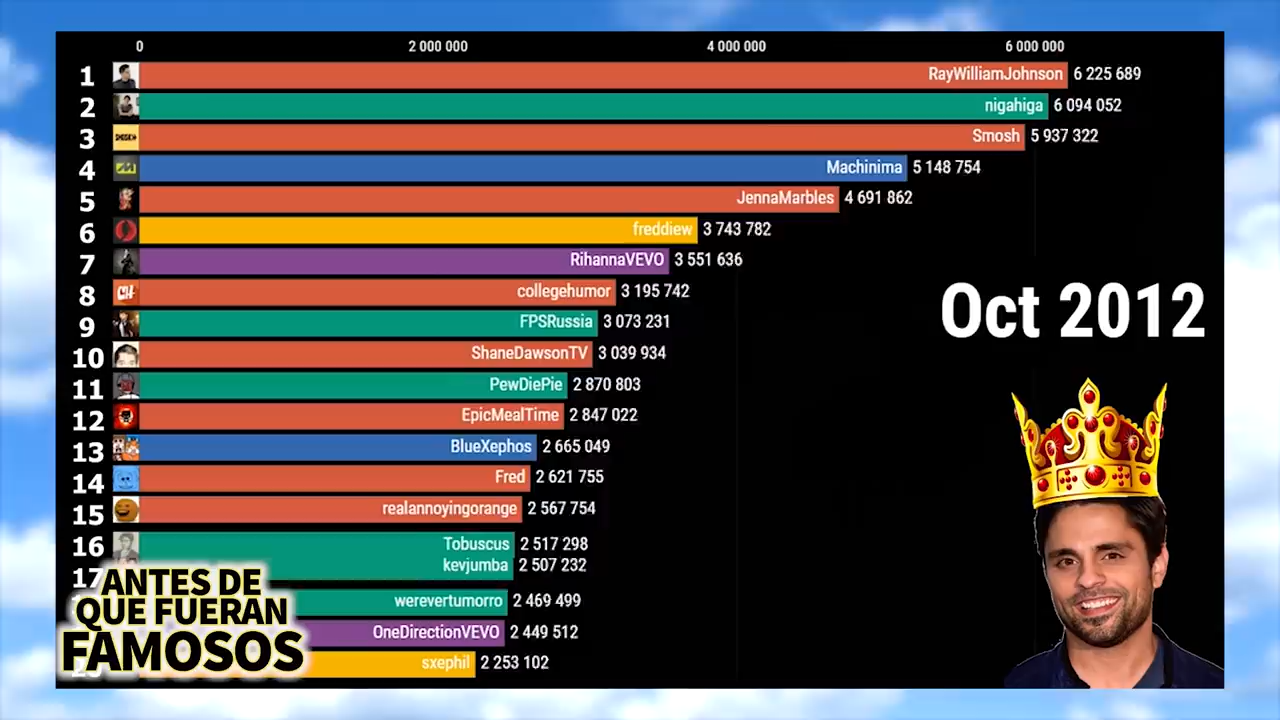 0 2 000 000 4 000 000 6 000 000
1 RayWilliamJohnson 6 225 689
2 nigahiga 6 094 052
3 SMOSH Smosh 5 937 322
4 Machinima 5 148 754
5 JennaMarbles 4 691 862
6 freddiew 3 743 782
7 RihannaVEVO 3 551 636
8 CH collegehumor 3 195 742
9 FPSRussia 3 073 231
10 ShaneDawsonTV 3 039 934
11 PewDiePie 2 870 803
12 EpicMealTime 2 847 022
13 BlueXephos 2 665 049
14 Fred 2 621 755
15 realannoyingorange 2 567 754
16 Tobuscus 2 517 298
17 kevjumba 2 507 232
werevertumorro 2 469 499
OneDirectionVEVO 2 449 512
sxephil 2 253 102
Oct 2012
ANTES DE
QUE FUERAN
FAMOSOS